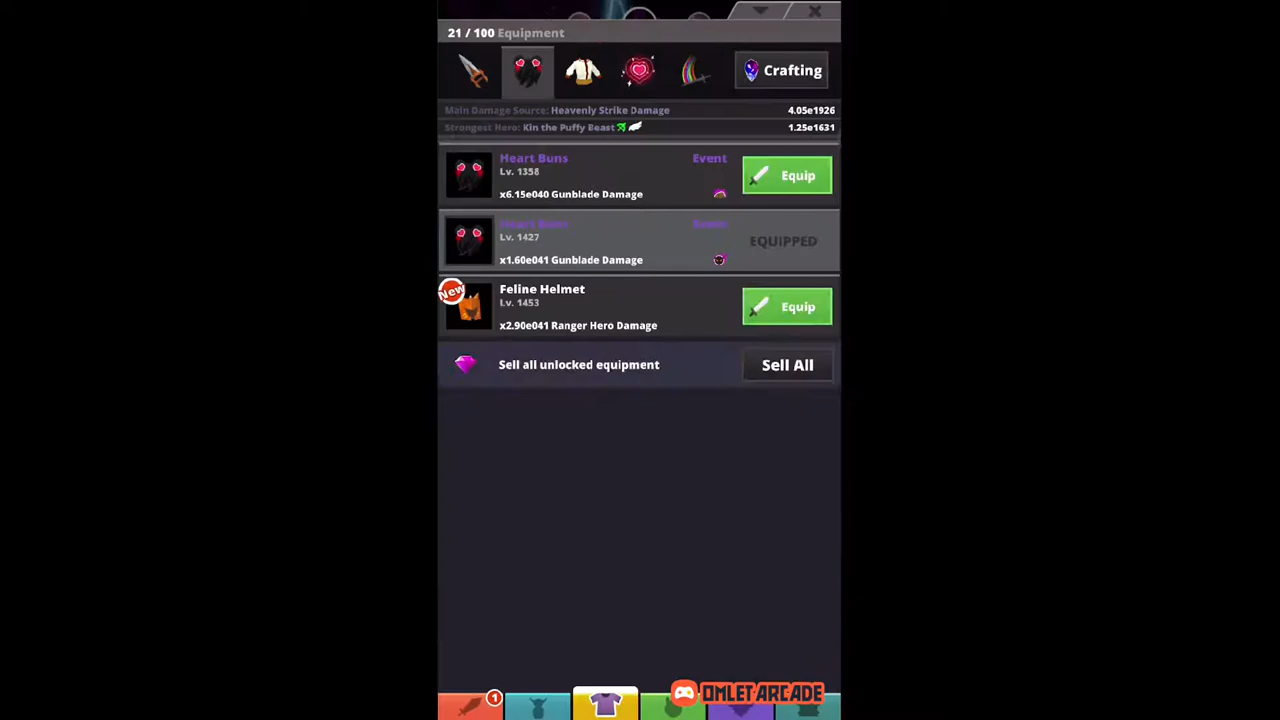 21 / 100 Equipment
Crafting
Main Damage Source: Heavenly Strike Damage 4.05e1926
Strongest Hero: Kin the Puffy Beast 1.25e1631
Heart Buns Event
Lv. 1358
Equip
x6.15e040 Gunblade Damage
Heart Buns Event
Lv. 1427
EQUIPPED
x1.60e041 Gunblade Damage
New
Feline Helmet
Lv. 1453
Equip
x2.90e041 Ranger Hero Damage
Sell all unlocked equipment Sell All
1
OMLET ARCADE